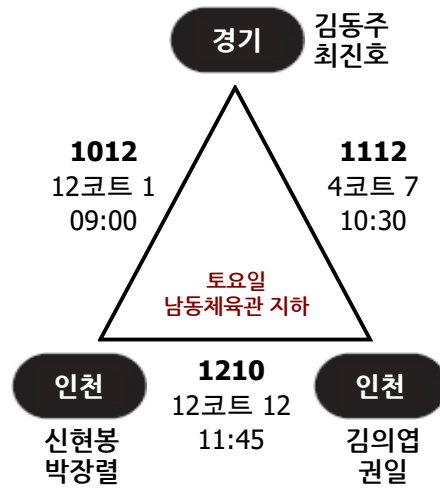 경기
김동주
최진호
1012
12코트 1
09:00
1112
4코트 7
10:30
토요일
남동체육관 지하
인천
신현봉
박장렬
1210
12코트 12
11:45
인천
김의엽
권일